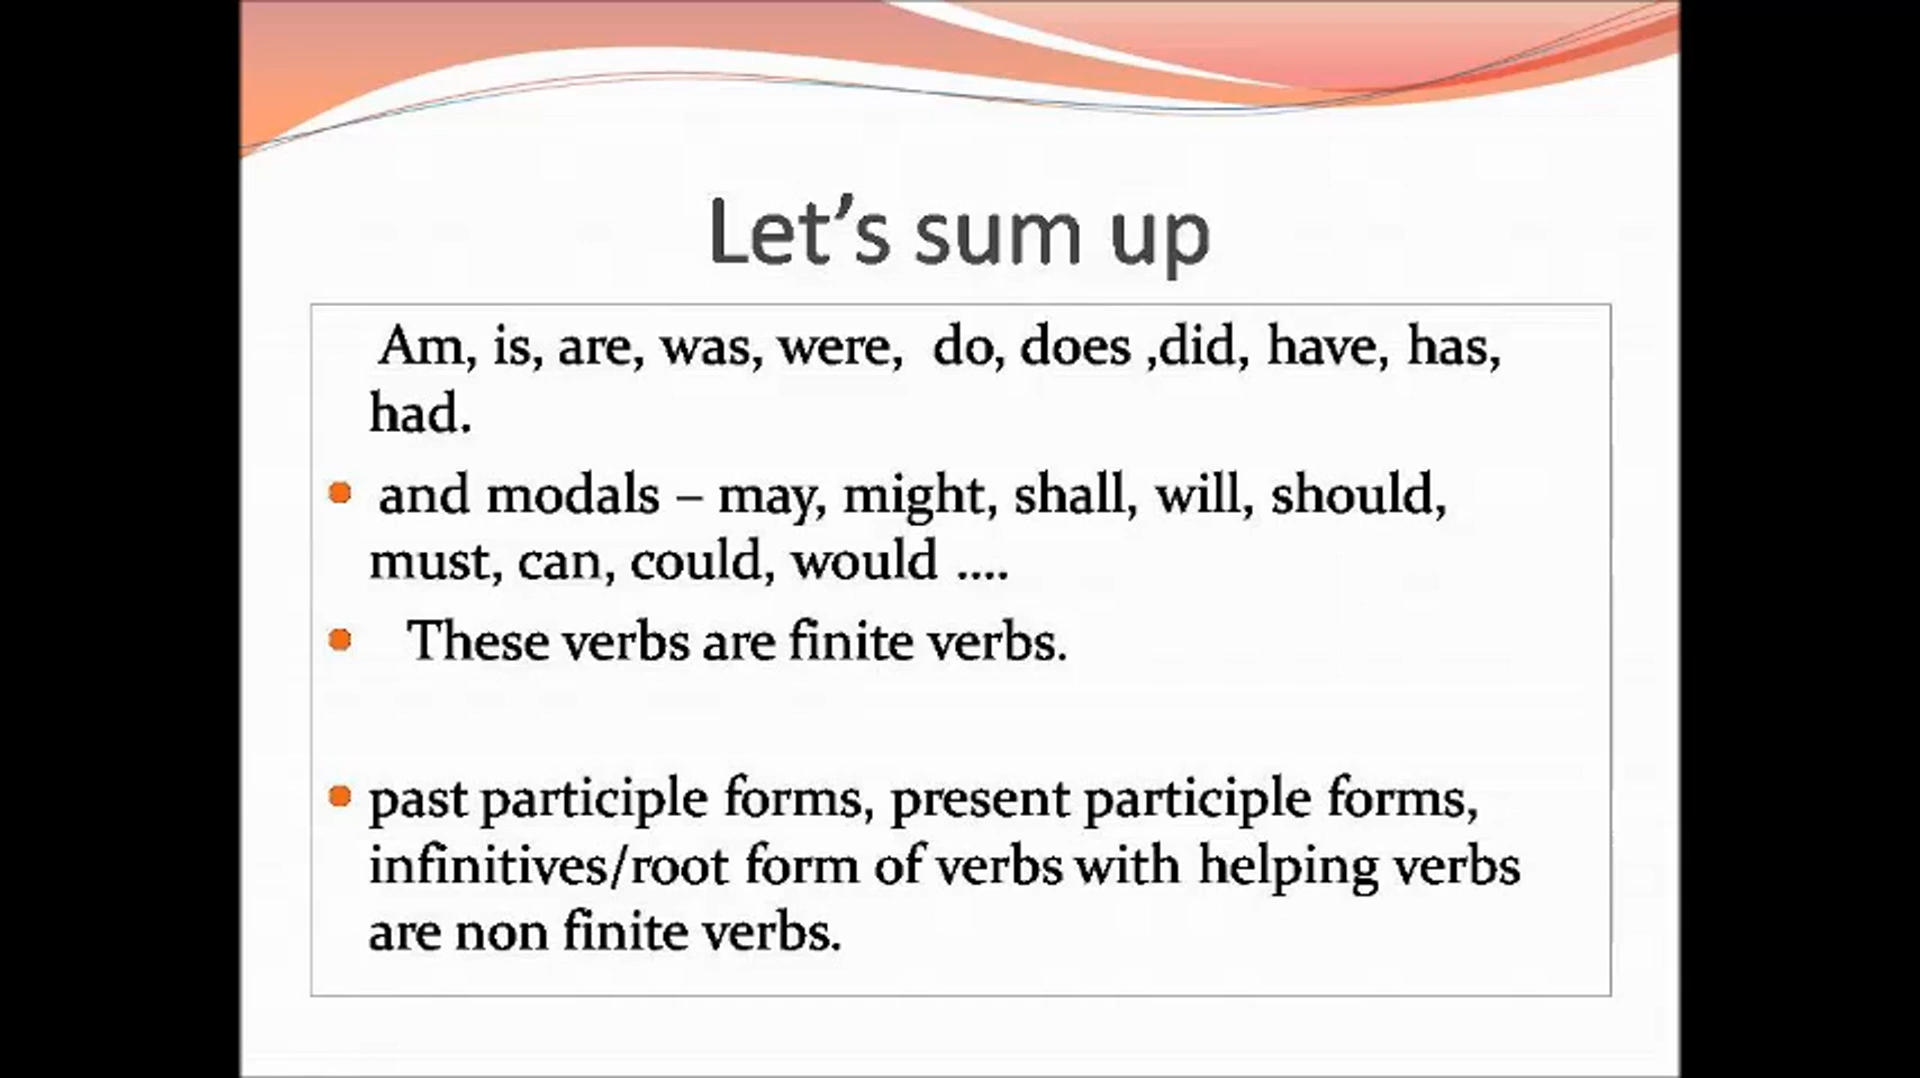 Let's sum up
Am, is, are, was, were, do, does ,did, have, has,
had.
and modals – may, might, shall, will, should,
must, can, could, would ....
These verbs are finite verbs.
past participle forms, present participle forms,
infinitives/root form of verbs with helping verbs
are non finite verbs.